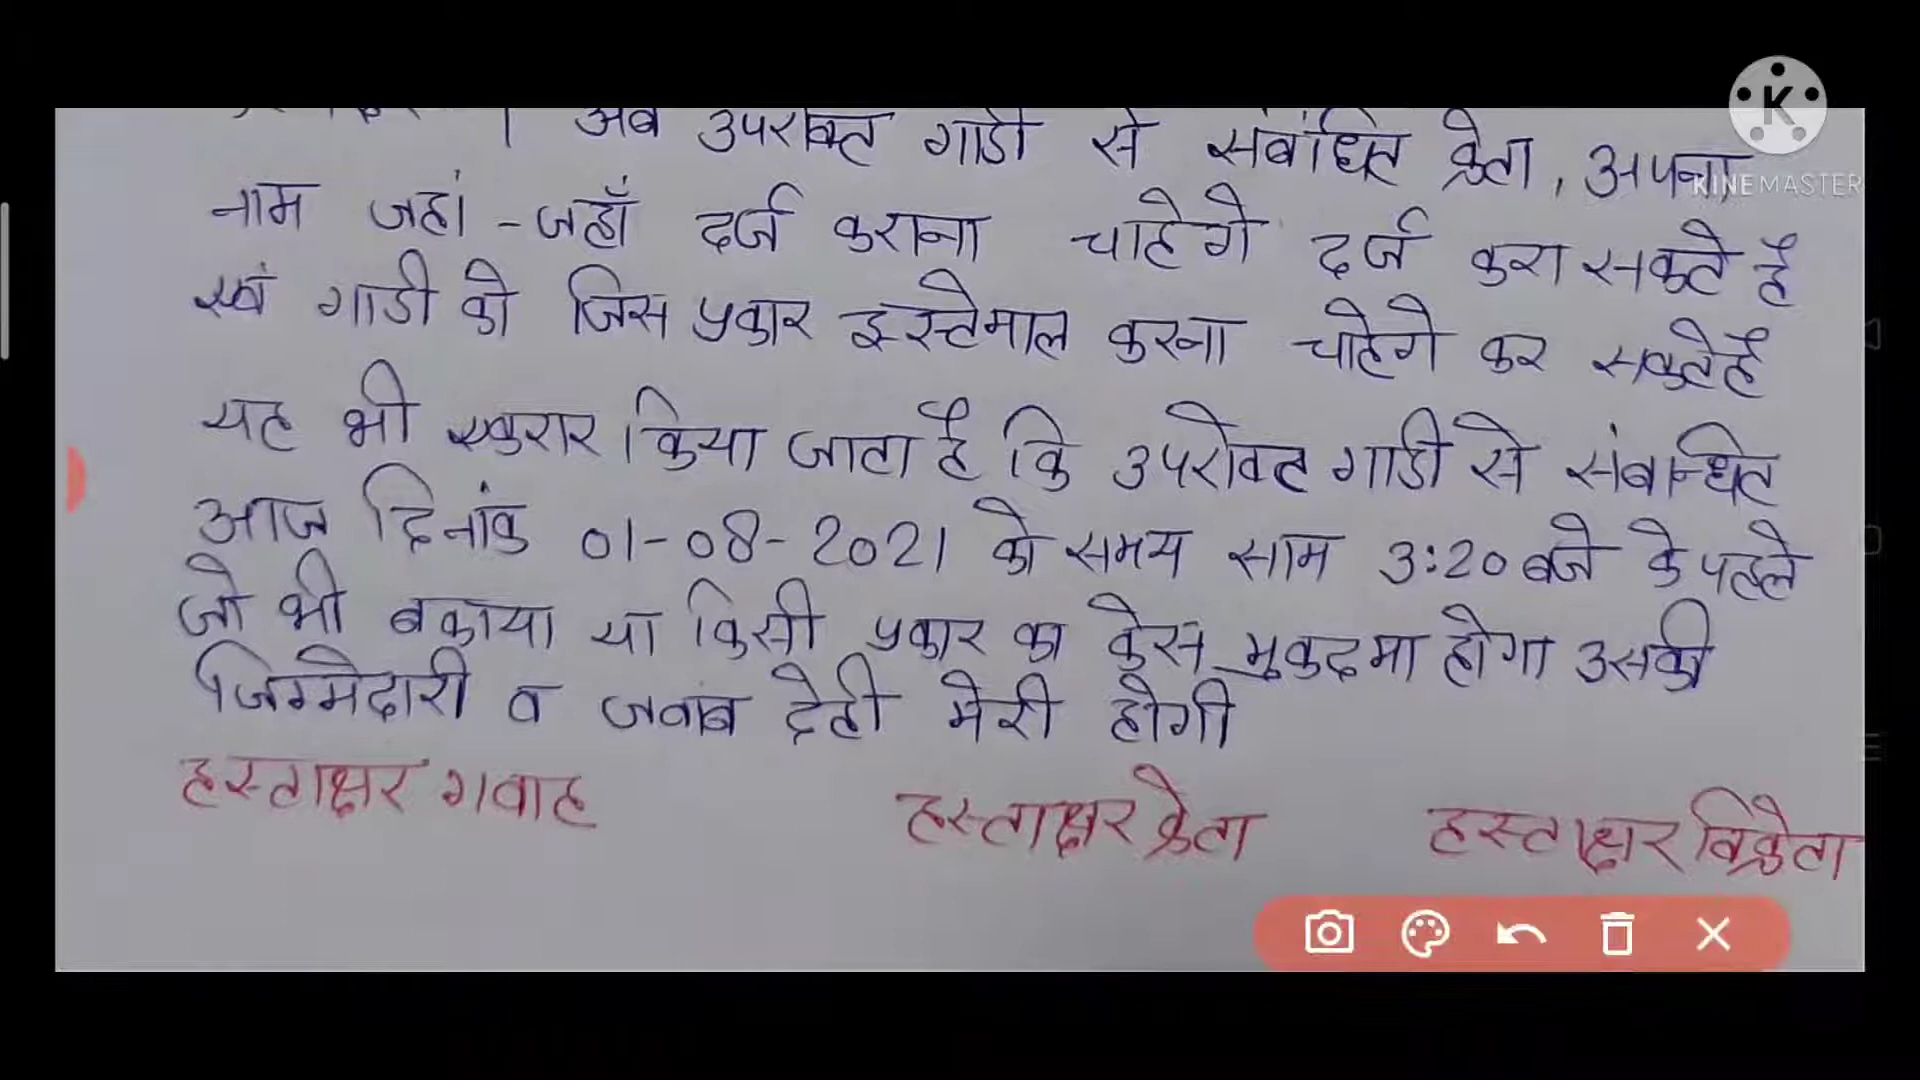 अब उपरोक्त गाडी से संबंधित क्रेता, अपना
नाम जहां - जहाँ दर्ज कराना चाहेगे दर्ज करा सकते है
एवं गाडी को जिस प्रकार इस्तेमाल करना चाहेगे कर सकते है
यह भी एकरार किया जाता है कि उपरोक्त गाडी से संबन्धित
आज दिनांक 01-08-2021 को समय साम 3:20 बजे के पहले
जो भी बकाया या किसी प्रकार का केस मुकदमा होगा उसकी
जिम्मेदारी व जवाब देही मेरी होगी
हस्ताक्षर गवाह हस्ताक्षर क्रेता हस्ताक्षर विक्रेता
K
KINEMASTER